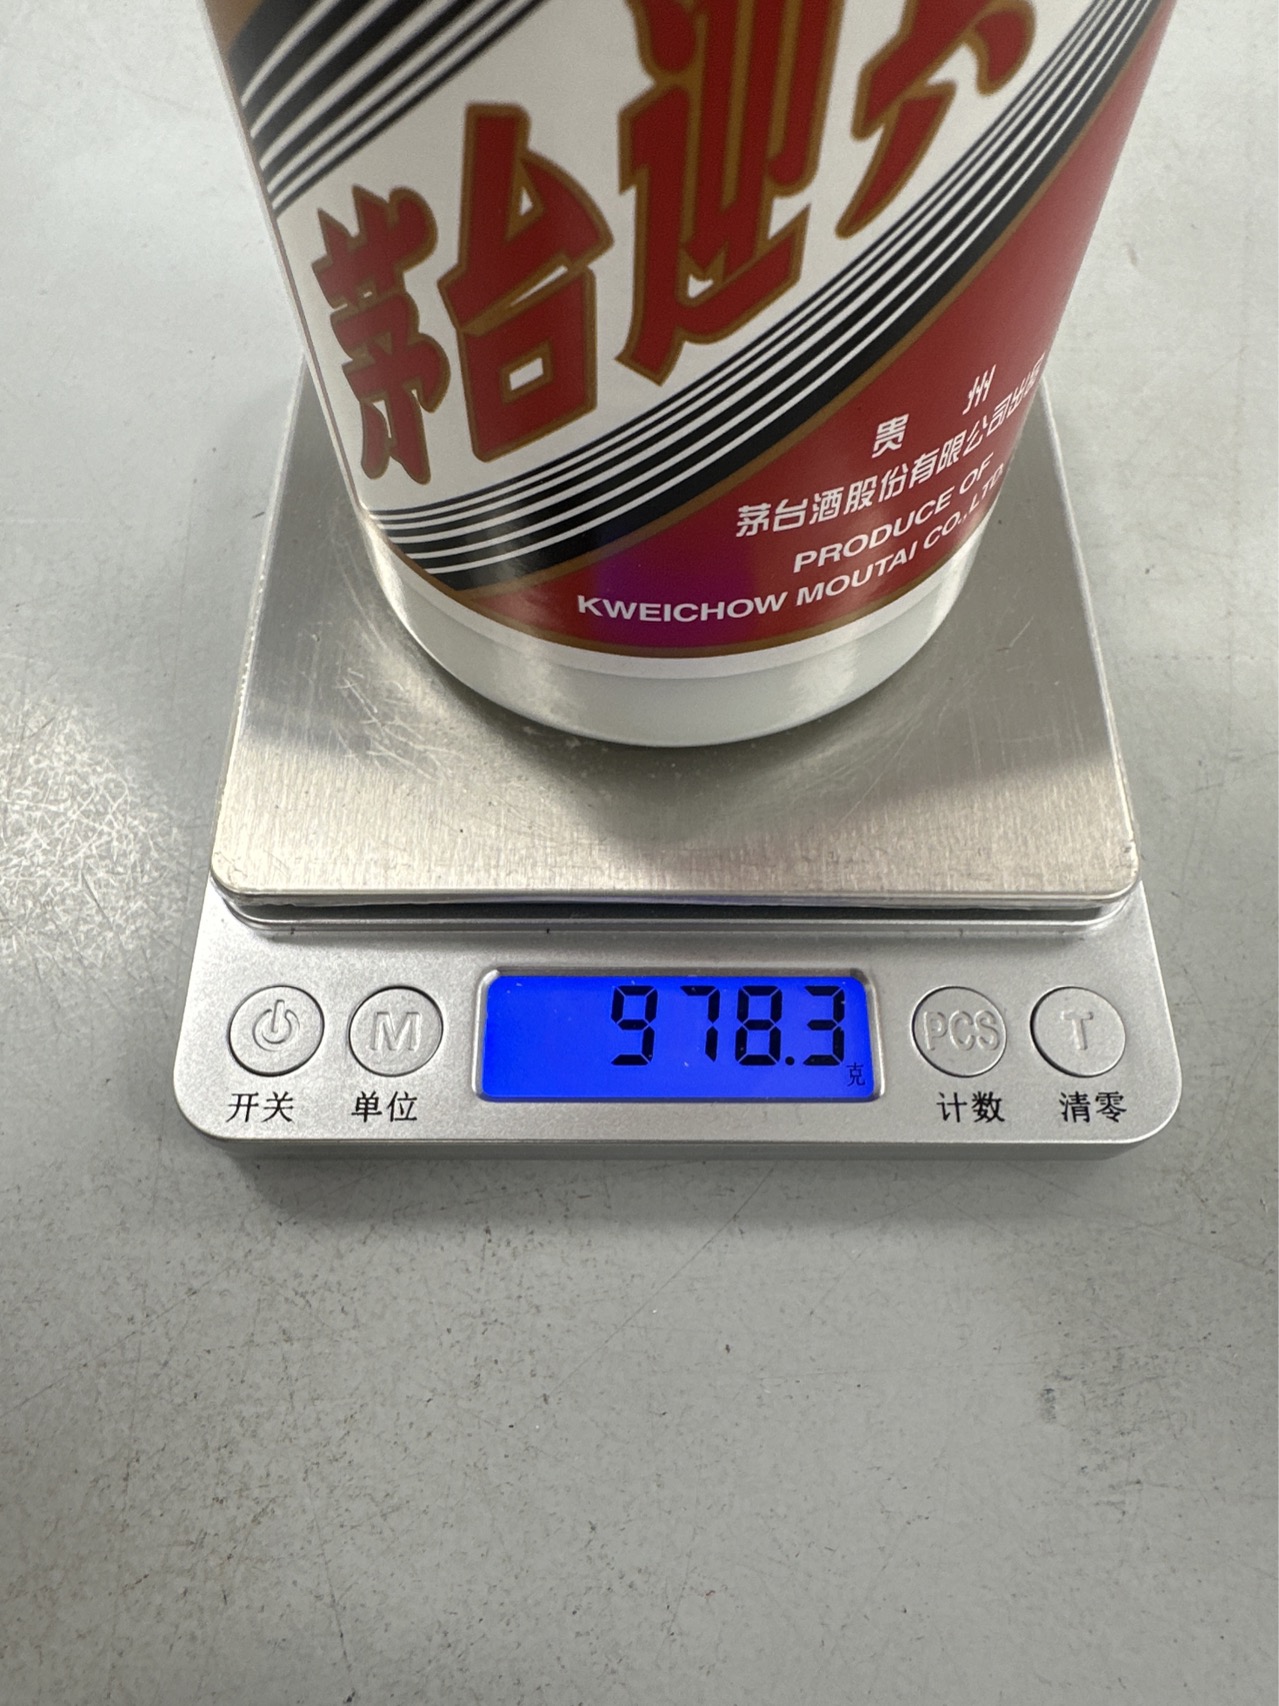 茅台迎宾
贵 州
茅台酒股份有限公司出品
PRODUCE OF
KWEICHOW MOUTAI CO., LTD
978.3
克
M PCS T
开关 单位 计数 清零